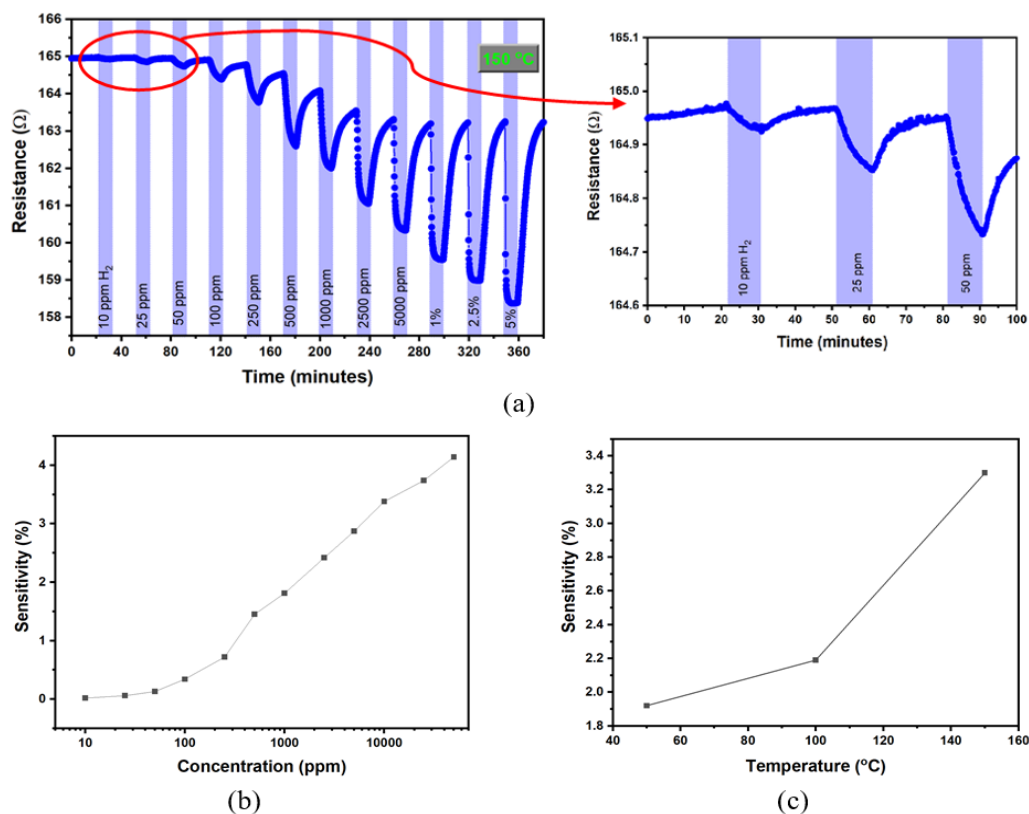 166
165
164
163
162
161
160
159
158
Resistance (Ω)
150 °C
10 ppm H₂
25 ppm
50 ppm
100 ppm
250 ppm
500 ppm
1000 ppm
2500 ppm
5000 ppm
1%
2.5%
5%
0 40 80 120 160 200 240 280 320 360
Time (minutes)
165.1
165.0
164.9
164.8
164.7
164.6
Resistance (Ω)
10 ppm H₂
25 ppm
50 ppm
0 10 20 30 40 50 60 70 80 90 100
Time (minutes)
(a)
4
3
2
1
0
Sensitivity (%)
10 100 1000 10000
Concentration (ppm)
(b)
3.4
3.2
3.0
2.8
2.6
2.4
2.2
2.0
1.8
Sensitivity (%)
40 60 80 100 120 140 160
Temperature (°C)
(c)